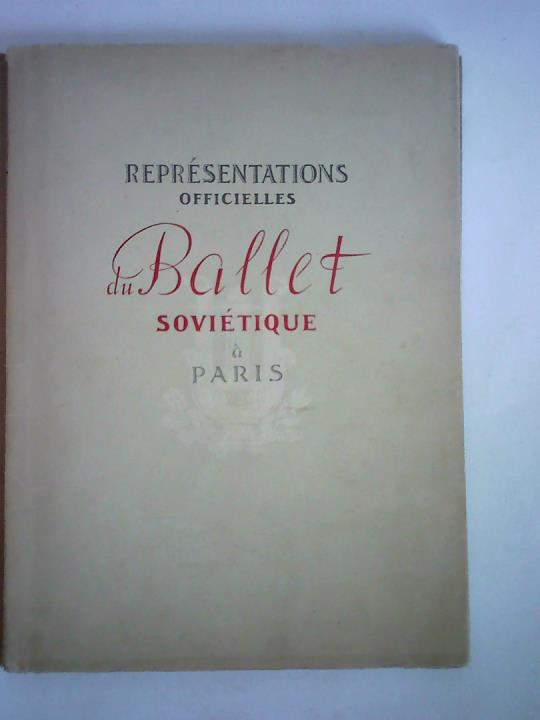 REPRÉSENTATIONS
OFFICIELLES
du Ballet
SOVIÉTIQUE
à
PARIS